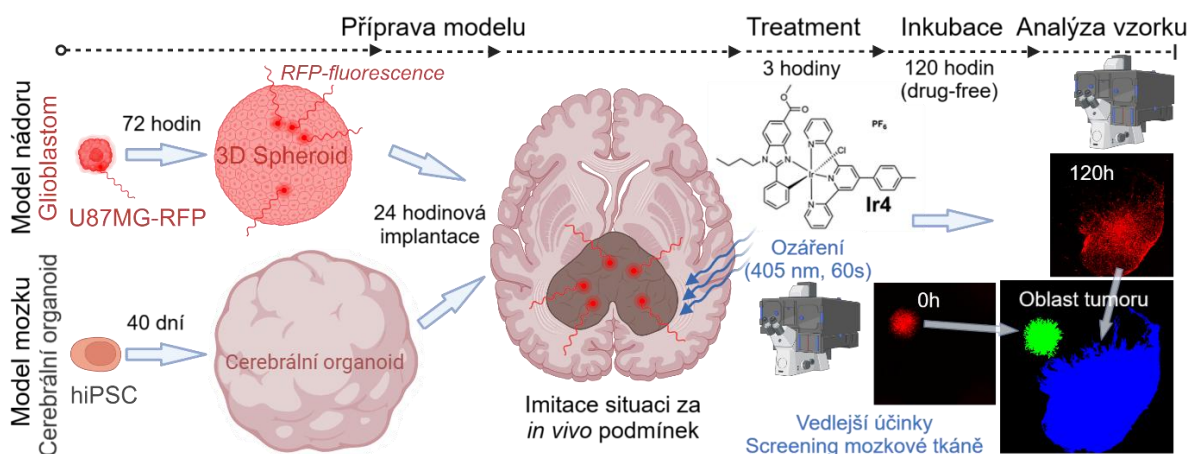 Příprava modelu
Treatment
Inkubace
Analýza vzorku
Model nádoru
Glioblastom
72 hodin
U87MG-RFP
RFP-fluorescence
3D Spheroid
24 hodinová
implantace
3 hodiny
O
O
N
N
N
N
N
Ir
Cl
PF6
Ir4
120 hodin
(drug-free)
120h
Ozáření
(405 nm, 60s)
0h
Oblast tumoru
Model mozku
Cerebrální organoid
40 dní
hiPSC
Cerebrální organoid
Imitace situaci za
in vivo podmínek
Vedlejší účinky
Screening mozkové tkáně